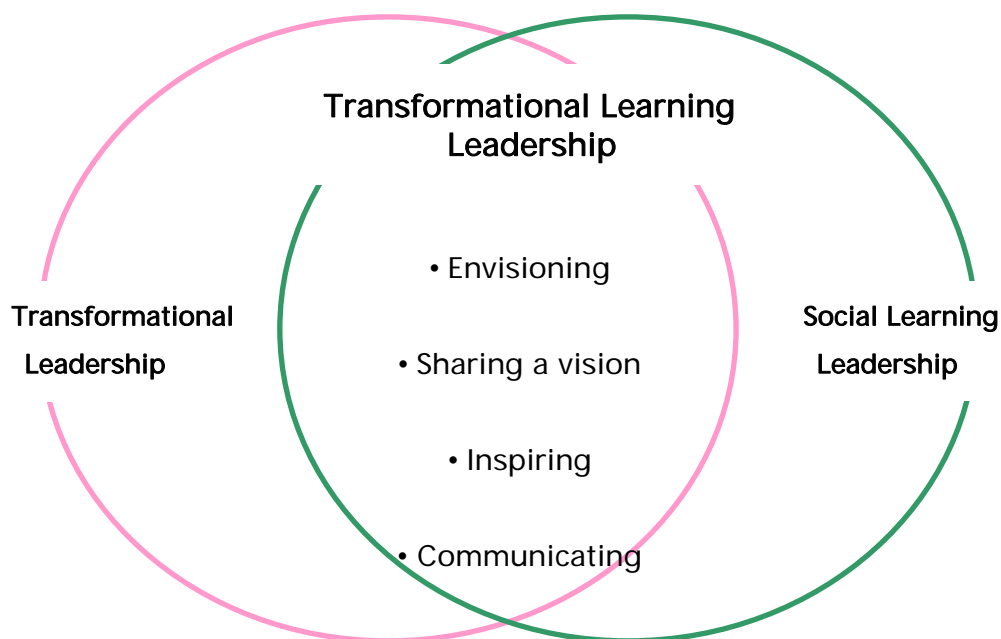 Transformational Learning
Leadership
• Envisioning
Transformational
Leadership
Social Learning
Leadership
• Sharing a vision
• Inspiring
• Communicating